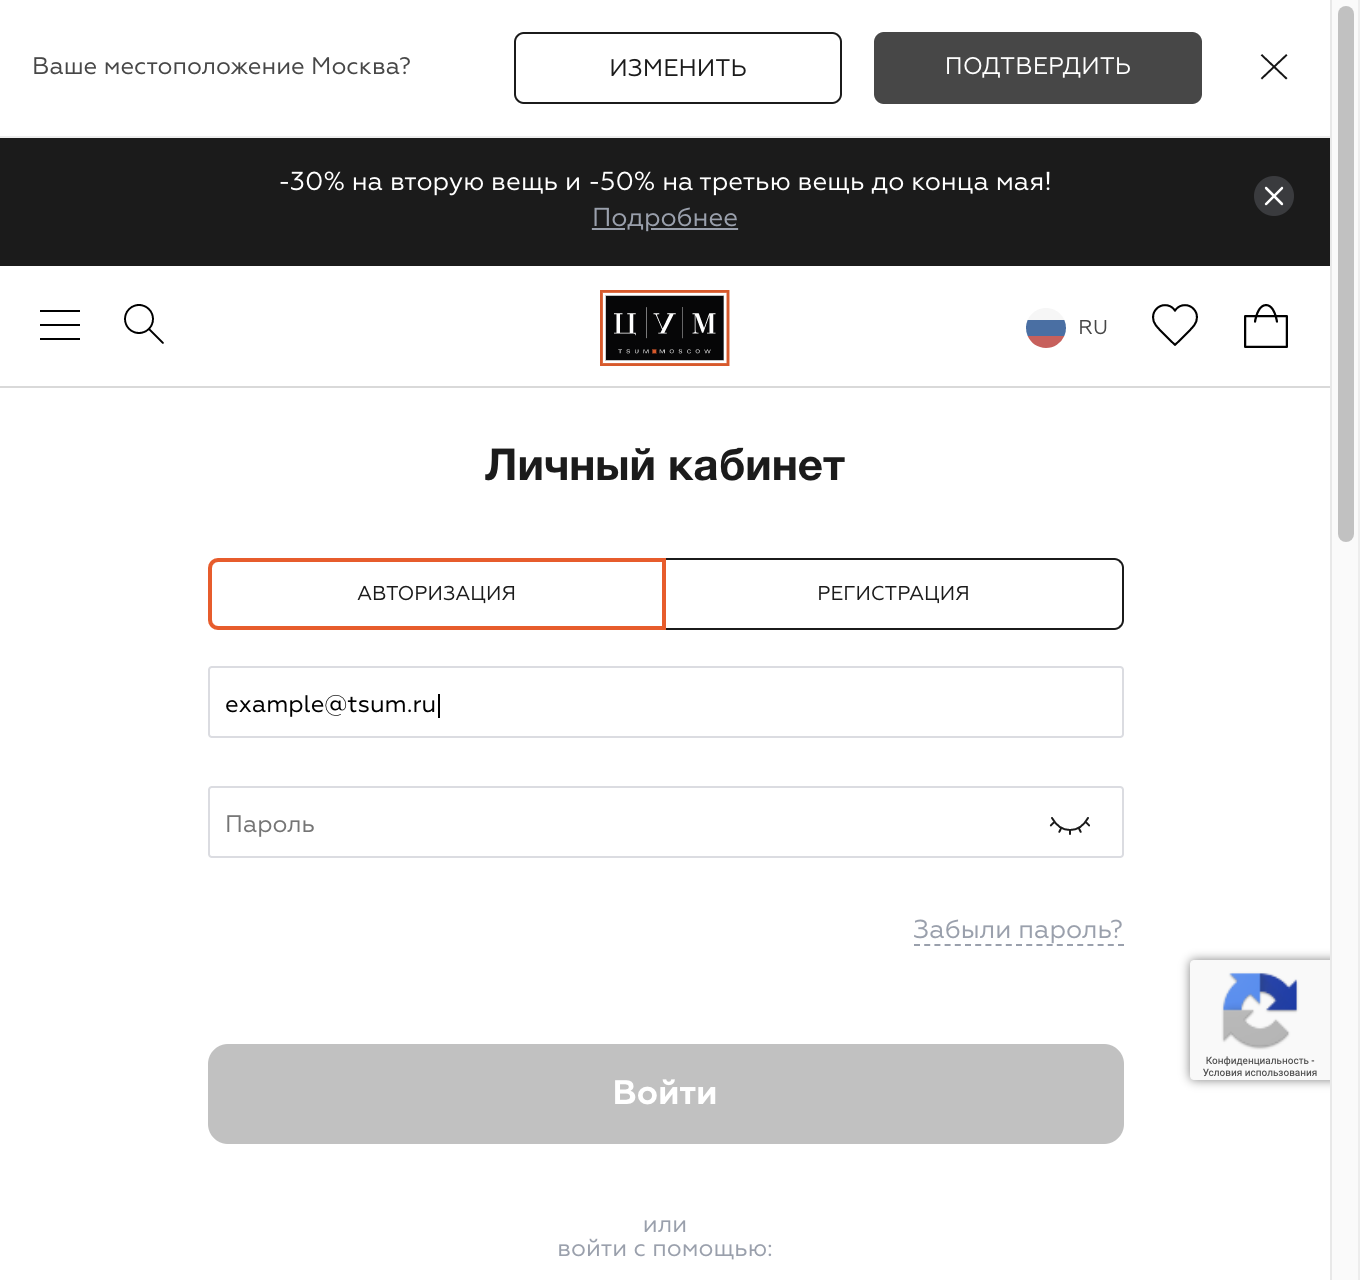 Ваше местоположение Москва?
ИЗМЕНИТЬ
ПОДТВЕРДИТЬ
-30% на вторую вещь и -50% на третью вещь до конца мая!
Подробнее
ЦУМ
TSUM MOSCOW
RU
Личный кабинет
АВТОРИЗАЦИЯ
РЕГИСТРАЦИЯ
example@tsum.ru
Пароль
Забыли пароль?
Конфиденциальность -
Условия использования
Войти
или
войти с помощью: